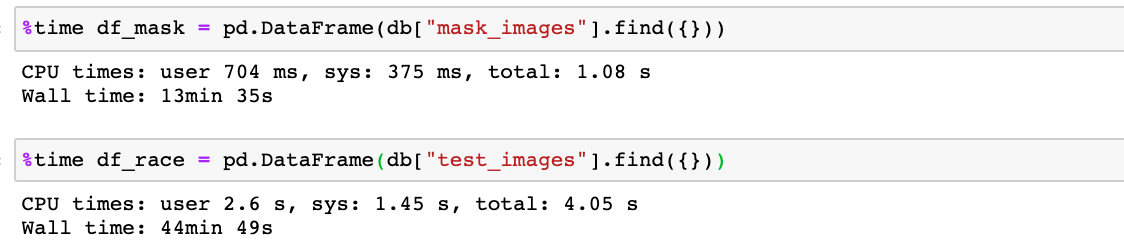 %time df_mask = pd.DataFrame(db["mask_images"].find({}))
CPU times: user 704 ms, sys: 375 ms, total: 1.08 s
Wall time: 13min 35s
%time df_race = pd.DataFrame(db["test_images"].find({}))
CPU times: user 2.6 s, sys: 1.45 s, total: 4.05 s
Wall time: 44min 49s